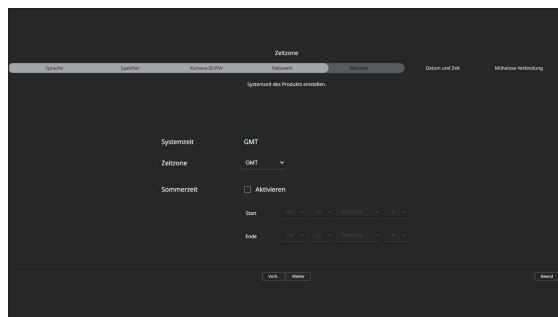 Zeitzone
Sprache Speicher Kamera-ID/PW Netzwerk Zeitzone Datum und Zeit Mühelose Verbindung
Systemzeit des Produkts einstellen.
Systemzeit GMT
Zeitzone GMT
Sommerzeit Aktivieren
Start
Ende
Vorh. Weiter Beend